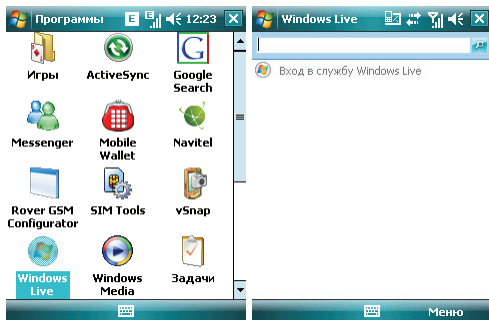 Программы E E 12:23
Игры ActiveSync Google Search
G
Messenger Mobile Wallet Navitel
Rover GSM Configurator SIM Tools vSnap
Windows Live Windows Media Задачи
Windows Live
Вход в службу Windows Live
Меню